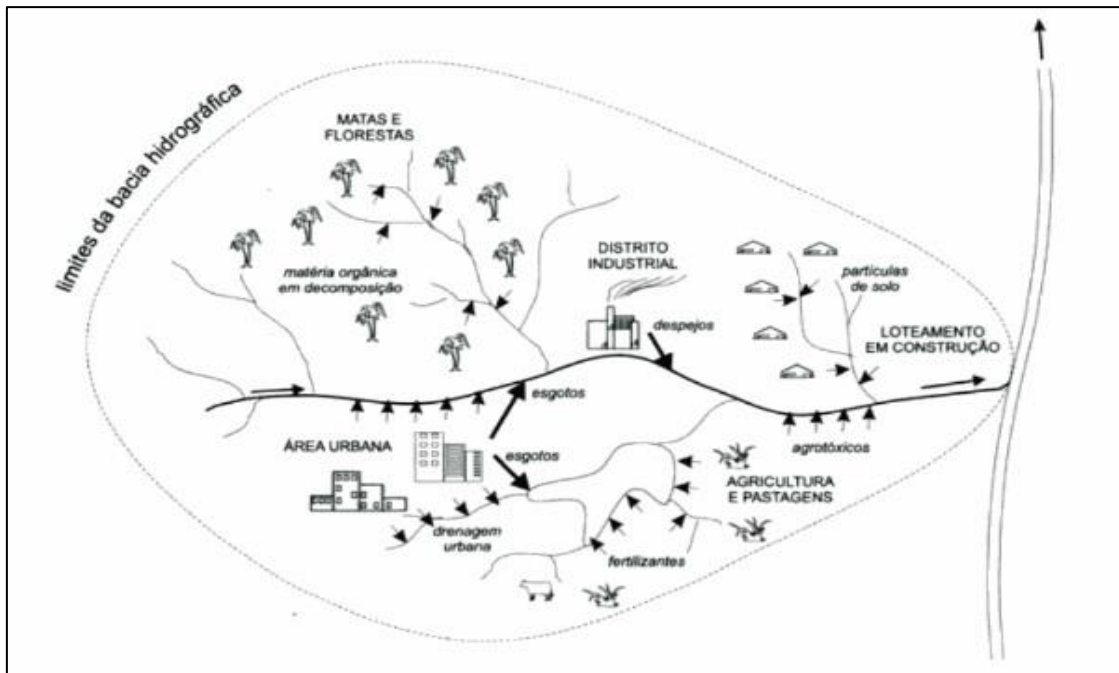 limites da bacia hidrográfica
MATAS E
FLORESTAS
matéria orgânica
em decomposição
DISTRITO
INDUSTRIAL
despejos
partículas
de solo
LOTEAMENTO
EM CONSTRUÇÃO
esgotos
ÁREA URBANA
esgotos
agrotóxicos
AGRICULTURA
E PASTAGENS
drenagem
urbana
fertilizantes